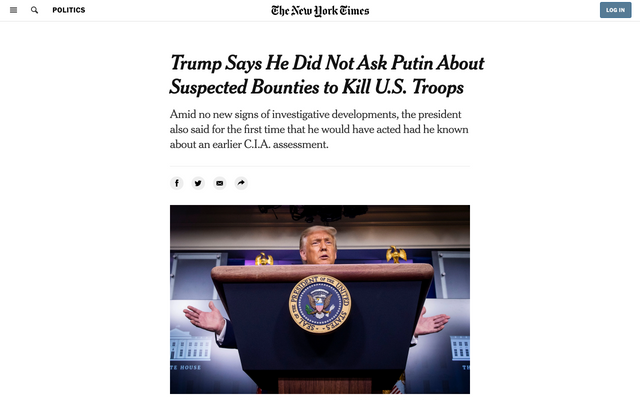 POLITICS
The New York Times
LOG IN
Trump Says He Did Not Ask Putin About
Suspected Bounties to Kill U.S. Troops
Amid no new signs of investigative developments, the president
also said for the first time that he would have acted had he known
about an earlier C.I.A. assessment.
SEAL OF THE PRESIDENT OF THE UNITED STATES
TE HOUSE
TH